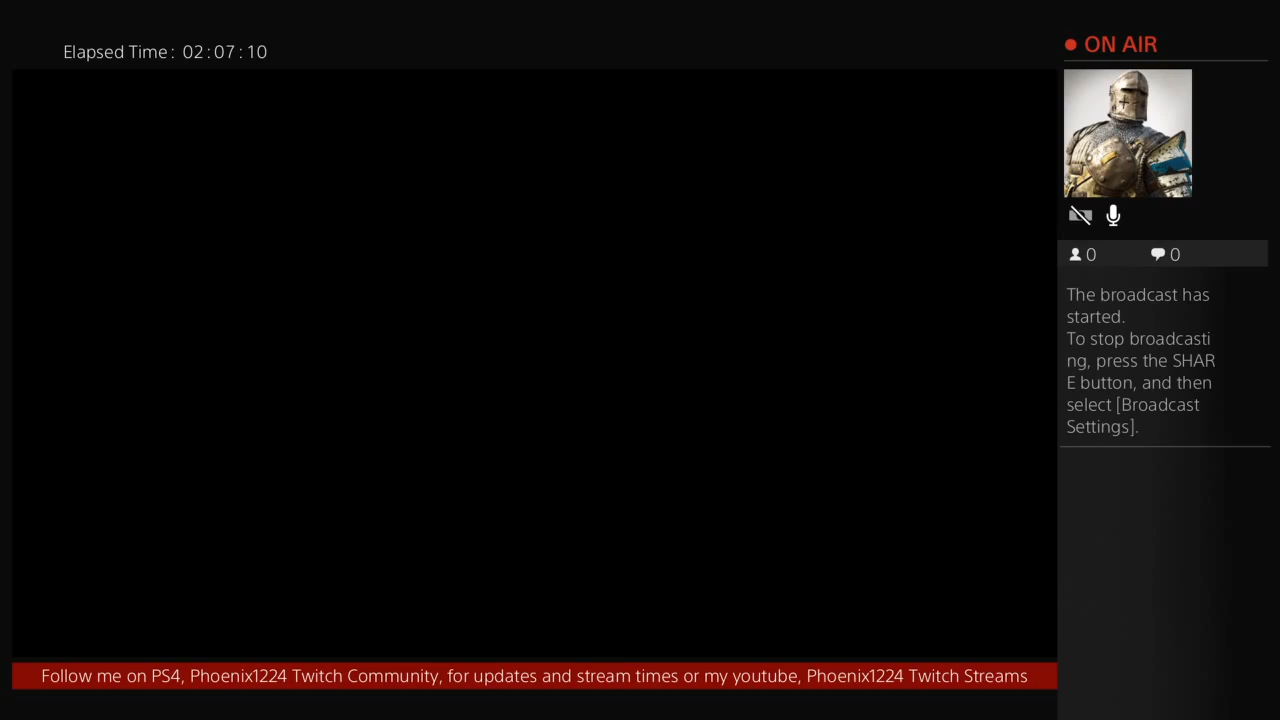 Elapsed Time: 02:07:10
ON AIR
0 0
The broadcast has
started.
To stop broadcasti
ng, press the SHAR
E button, and then
select [Broadcast
Settings].
Follow me on PS4, Phoenix1224 Twitch Community, for updates and stream times or my youtube, Phoenix1224 Twitch Streams